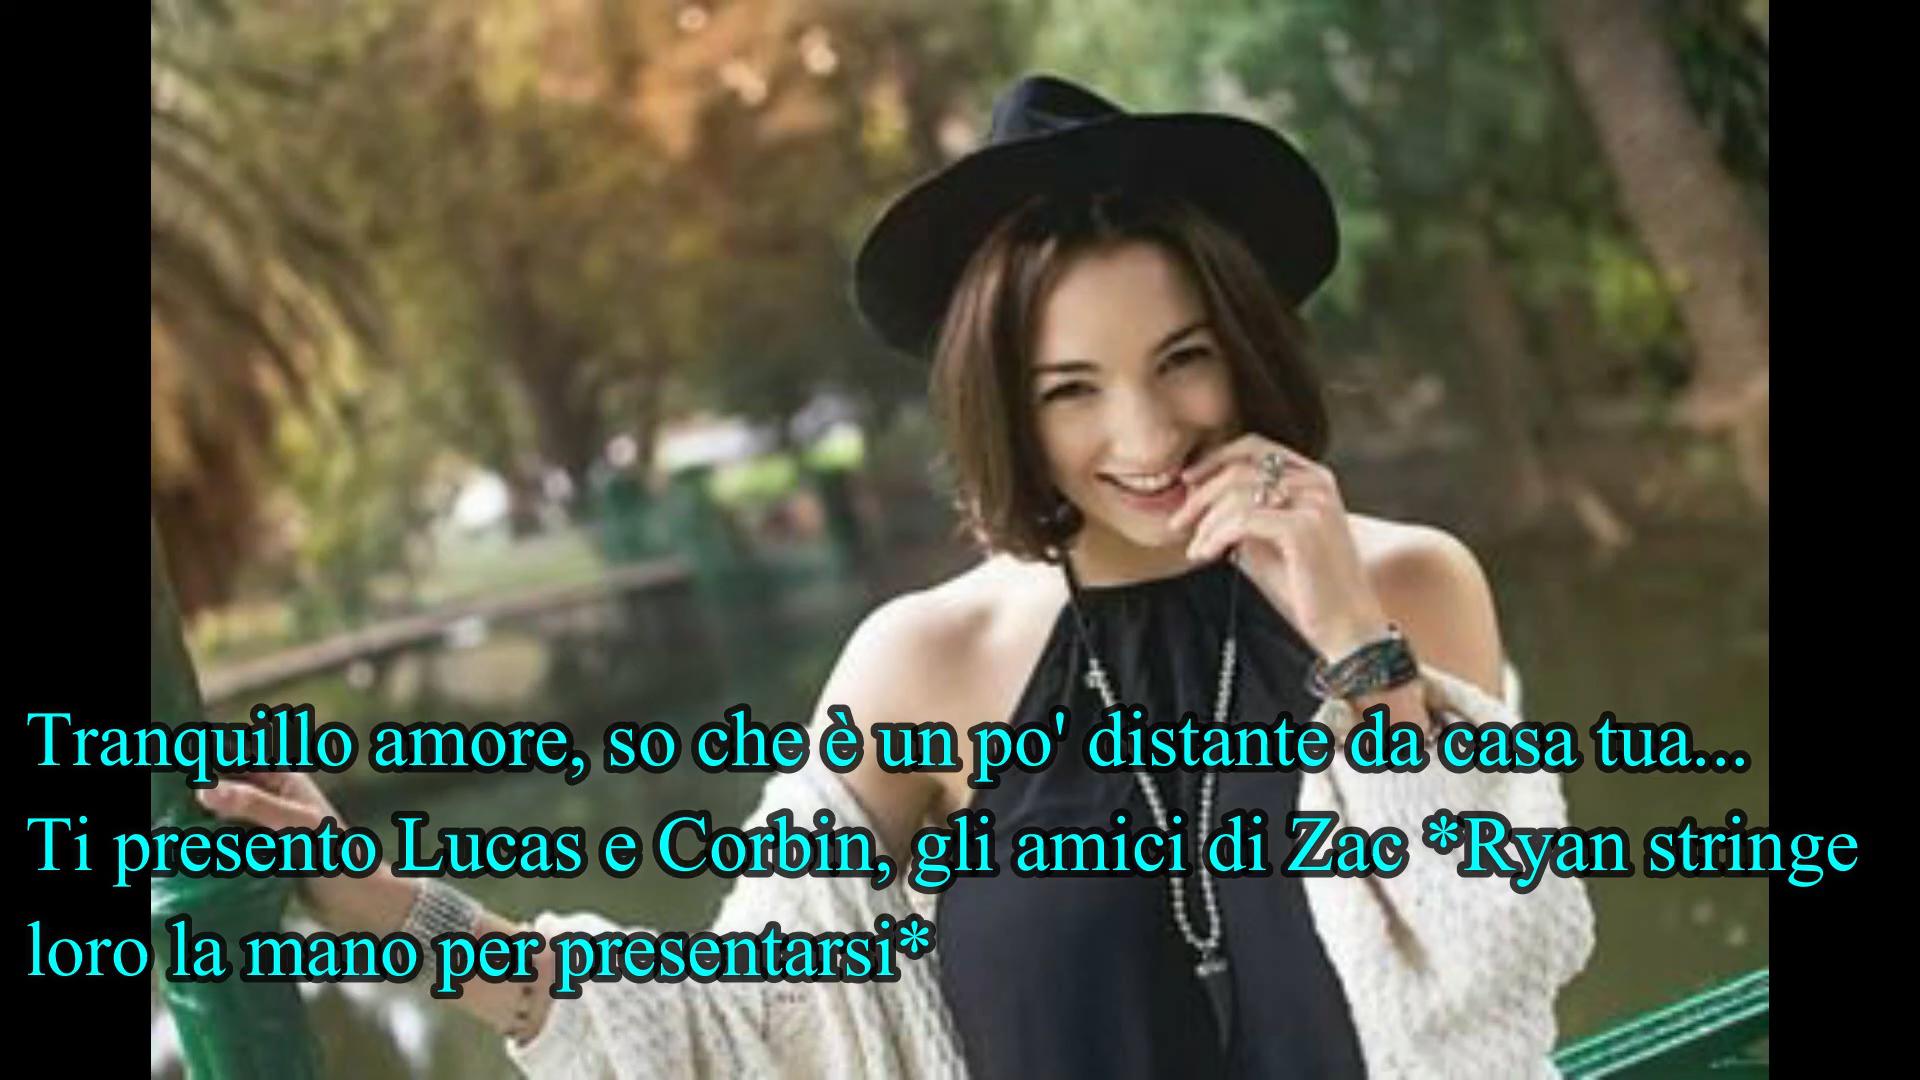 Tranquillo amore, so che è un po' distante da casa tua...
Ti presento Lucas e Corbin, gli amici di Zac *Ryan stringe
loro la mano per presentarsi*